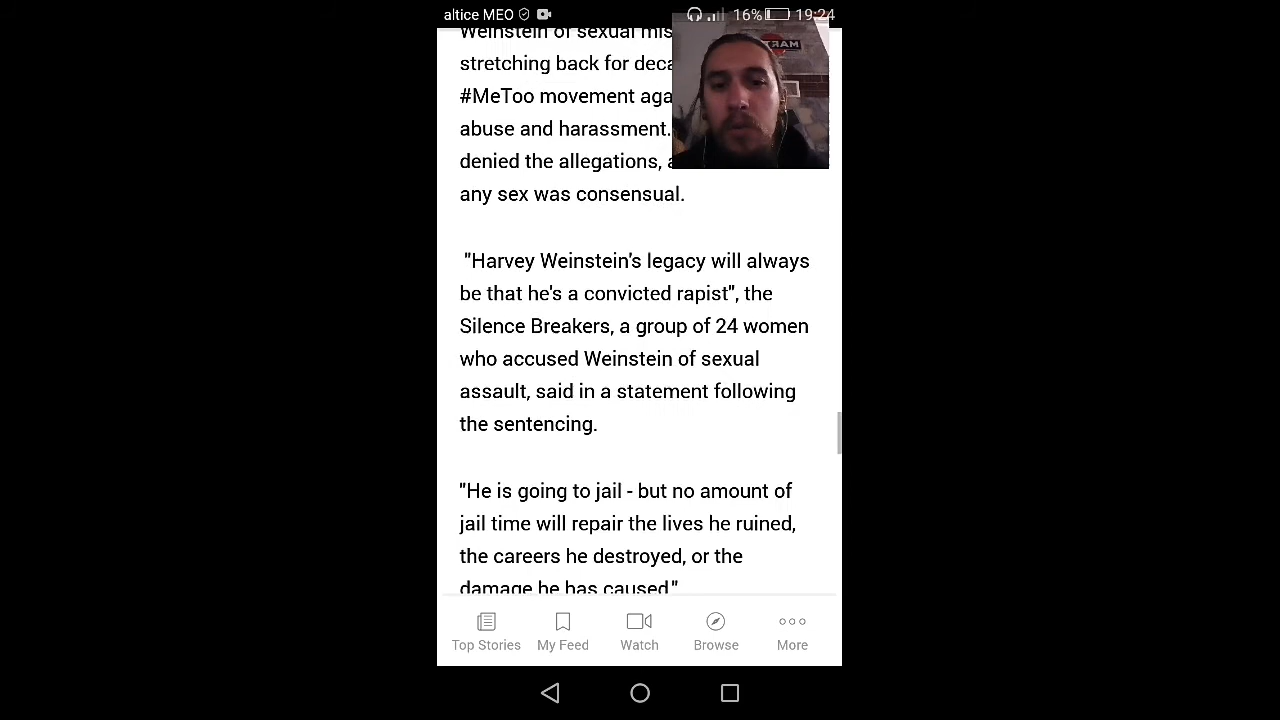 altice MEO 16% 19:24
Weinstein of sexual mis
stretching back for deca
#MeToo movement aga
abuse and harassment.
denied the allegations, a
any sex was consensual.
"Harvey Weinstein's legacy will always
be that he's a convicted rapist", the
Silence Breakers, a group of 24 women
who accused Weinstein of sexual
assault, said in a statement following
the sentencing.
"He is going to jail - but no amount of
jail time will repair the lives he ruined,
the careers he destroyed, or the
damage he has caused"
Top Stories My Feed Watch Browse More